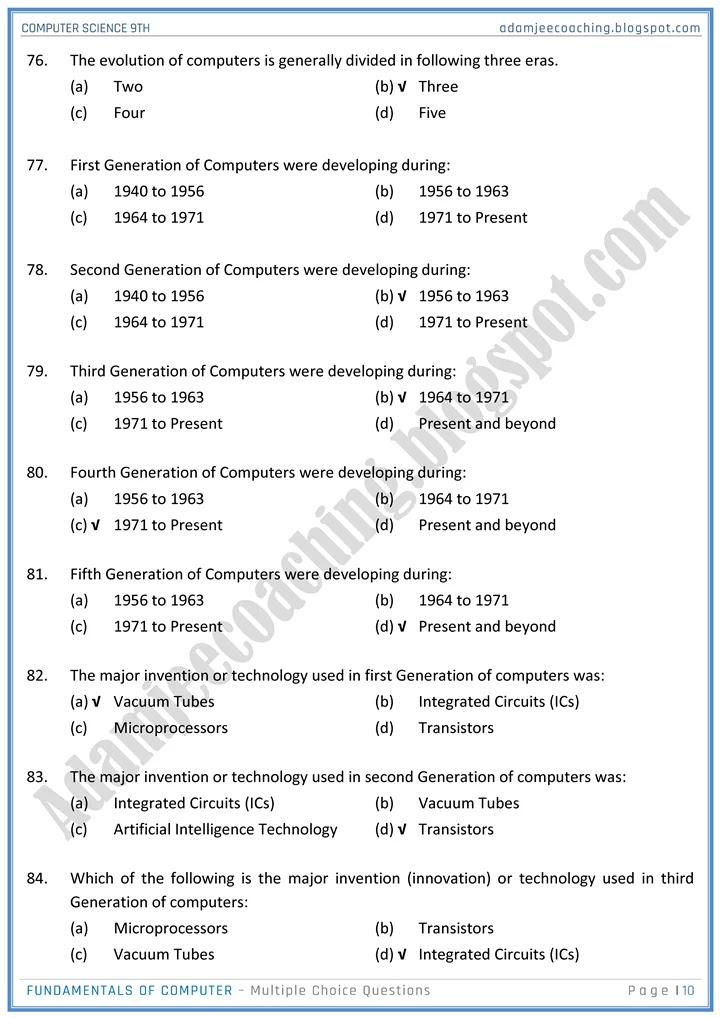 COMPUTER SCIENCE 9TH adamjeecoaching.blogspot.com
76. The evolution of computers is generally divided in following three eras.
(a) Two (b) √ Three
(c) Four (d) Five
77. First Generation of Computers were developing during:
(a) 1940 to 1956 (b) 1956 to 1963
(c) 1964 to 1971 (d) 1971 to Present
78. Second Generation of Computers were developing during:
(a) 1940 to 1956 (b) √ 1956 to 1963
(c) 1964 to 1971 (d) 1971 to Present
79. Third Generation of Computers were developing during:
(a) 1956 to 1963 (b) √ 1964 to 1971
(c) 1971 to Present (d) Present and beyond
80. Fourth Generation of Computers were developing during:
(a) 1956 to 1963 (b) 1964 to 1971
(c) √ 1971 to Present (d) Present and beyond
81. Fifth Generation of Computers were developing during:
(a) 1956 to 1963 (b) 1964 to 1971
(c) 1971 to Present (d) √ Present and beyond
82. The major invention or technology used in first Generation of computers was:
(a) √ Vacuum Tubes (b) Integrated Circuits (ICs)
(c) Microprocessors (d) Transistors
83. The major invention or technology used in second Generation of computers was:
(a) Integrated Circuits (ICs) (b) Vacuum Tubes
(c) Artificial Intelligence Technology (d) √ Transistors
84. Which of the following is the major invention (innovation) or technology used in third
Generation of computers:
(a) Microprocessors (b) Transistors
(c) Vacuum Tubes (d) √ Integrated Circuits (ICs)
FUNDAMENTALS OF COMPUTER – Multiple Choice Questions Page | 10
Adamjeecoaching.blogspot.com